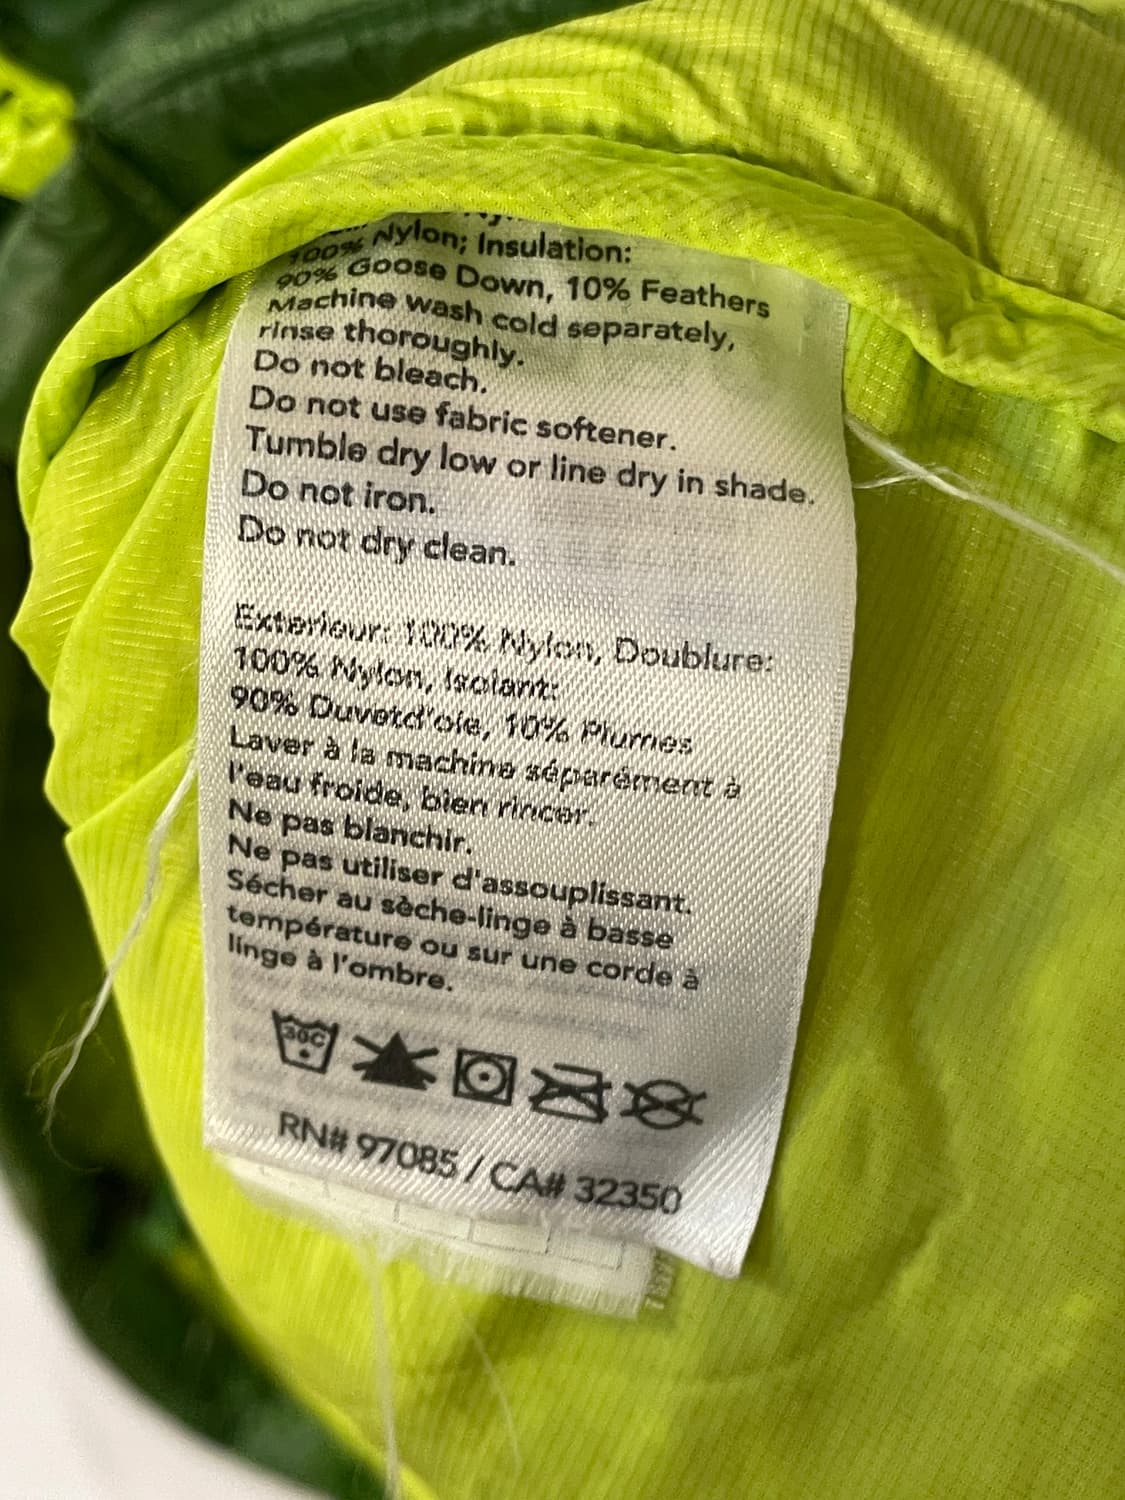 100% Nylon; Insulation:
90% Goose Down, 10% Feathers
Machine wash cold separately,
rinse thoroughly.
Do not bleach.
Do not use fabric softener.
Tumble dry low or line dry in shade.
Do not iron.
Do not dry clean.
Exterieur: 100% Nylon, Doublure:
100% Nylon, Isolant:
90% Duvetd'oie, 10% Plumes
Laver à la machine séparément à
l'eau froide, bien rincer.
Ne pas blanchir.
Ne pas utiliser d'assouplissant.
Sécher au sèche-linge à basse
température ou sur une corde à
linge à l'ombre.
30C
RN# 97085 / CA# 32350